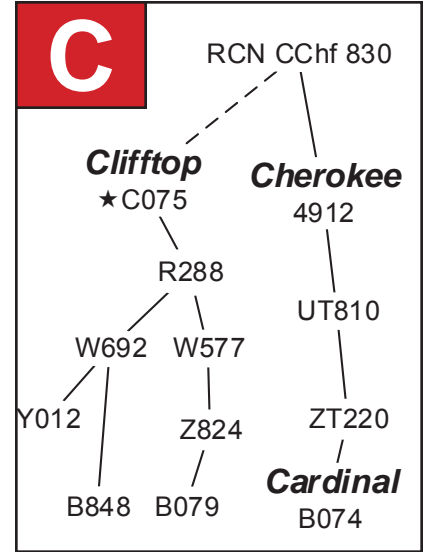 C
RCN CChf 830
Clifftop
★C075
Cherokee
4912
R288
UT810
W692 W577
Y012
Z824
ZT220
Cardinal
B848 B079
B074